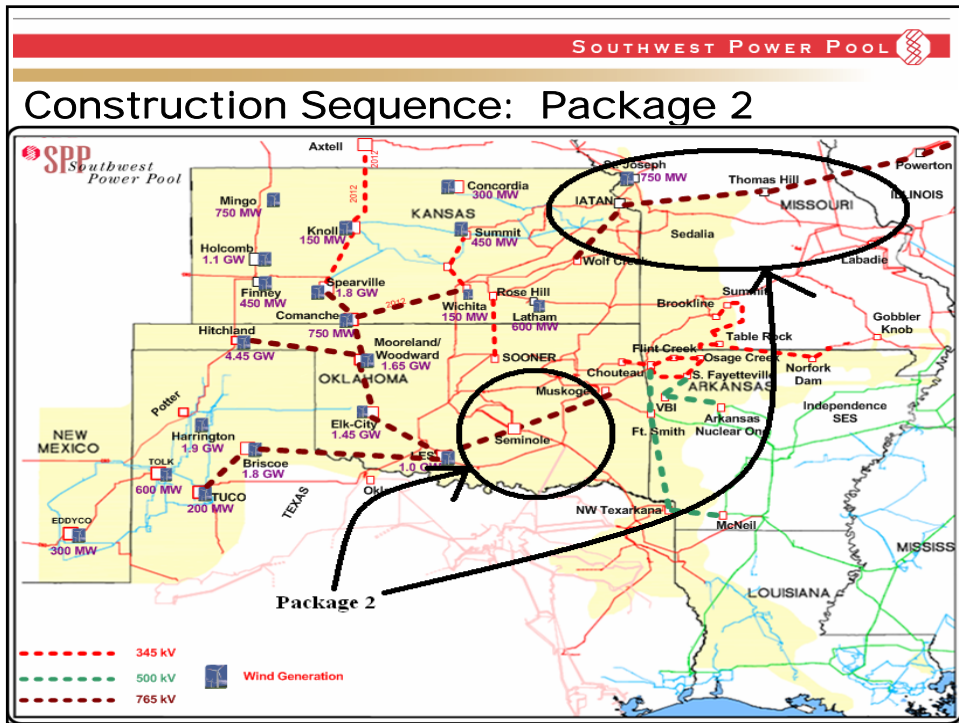 SOUTHWEST POWER POOL
Construction Sequence: Package 2
SPP Southwest
Power Pool
Axtell
2012
2012
St. Joseph
750 MW
Powerton
Thomas Hill
ILLINOIS
MISSOURI
Concordia
300 MW
Mingo
750 MW
KANSAS
IATAN
Knoll
150 MW
Summit
450 MW
Sedalia
Holcomb
1.1 GW
Wolf Creek
Labadie
Finney
450 MW
Spearville
1.8 GW
2012
Wichita
150 MW
Rose Hill
Latham
600 MW
Summit
Brookline
Comanche
750 MW
Gobbler
Knob
Hitchland
4.45 GW
Mooreland/
Woodward
1.65 GW
Table Rock
Flint Creek
SOONER
Osage Creek
OKLAHOMA
Chouteau
S. Fayetteville
Norfork
Dam
ARKANSAS
Potter
Muskogee
VBI
Independence
SES
NEW
MEXICO
Harrington
1.9 GW
Elk-City
1.45 GW
Seminole
Ft. Smith
Arkansas
Nuclear One
TOLK
600 MW
Briscoe
1.8 GW
LES
1.0 GW
TUCO
200 MW
TEXAS
EDDYCO
300 MW
NW Texarkana
McNeil
MISSISS
LOUISIANA
Package 2
345 kV
500 kV
Wind Generation
765 kV